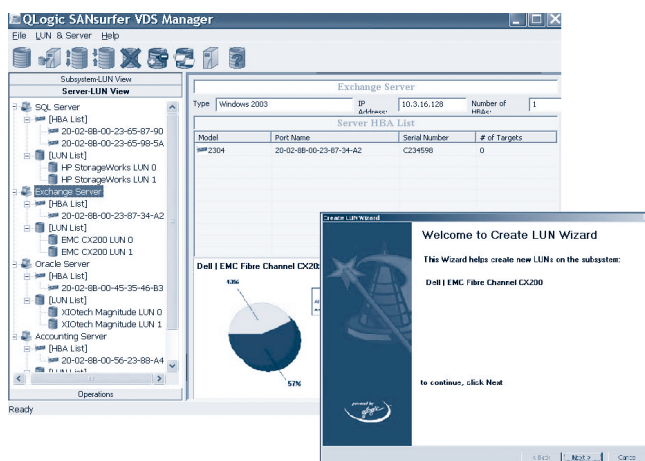 QLogic SANsurfer VDS Manager
File LUN & Server Help
Subsystem-LUN View
Server-LUN View
SQL Server
[HBA List]
20-02-8B-00-23-65-87-90
20-02-8B-00-23-65-98-5A
[LUN List]
HP StorageWorks LUN 0
HP StorageWorks LUN 1
Exchange Server
[HBA List]
20-02-8B-00-23-87-34-A2
[LUN List]
EMC CX200 LUN 0
EMC CX200 LUN 1
Oracle Server
[HBA List]
20-02-8B-00-45-35-46-B3
[LUN List]
XIOtech Magnitude LUN 0
XIOtech Magnitude LUN 1
Accounting Server
[HBA List]
20-02-8B-00-56-23-88-A4
[LUN List]
Operations
Ready
Exchange Server
Type Windows 2003 IP Address: 10.3.16.128 Number of HBAs: 1
Server HBA List
Model Port Name Serial Number # of Targets
2304 20-02-8B-00-23-87-34-A2 C234598 0
Dell | EMC Fibre Channel CX20
43%
57%
Create LUN Wizard
Welcome to Create LUN Wizard
This Wizard helps create new LUNs on the subsystem:
Dell | EMC Fibre Channel CX200
to continue, click Next
powered by
qlogic
< Back Next > Cance